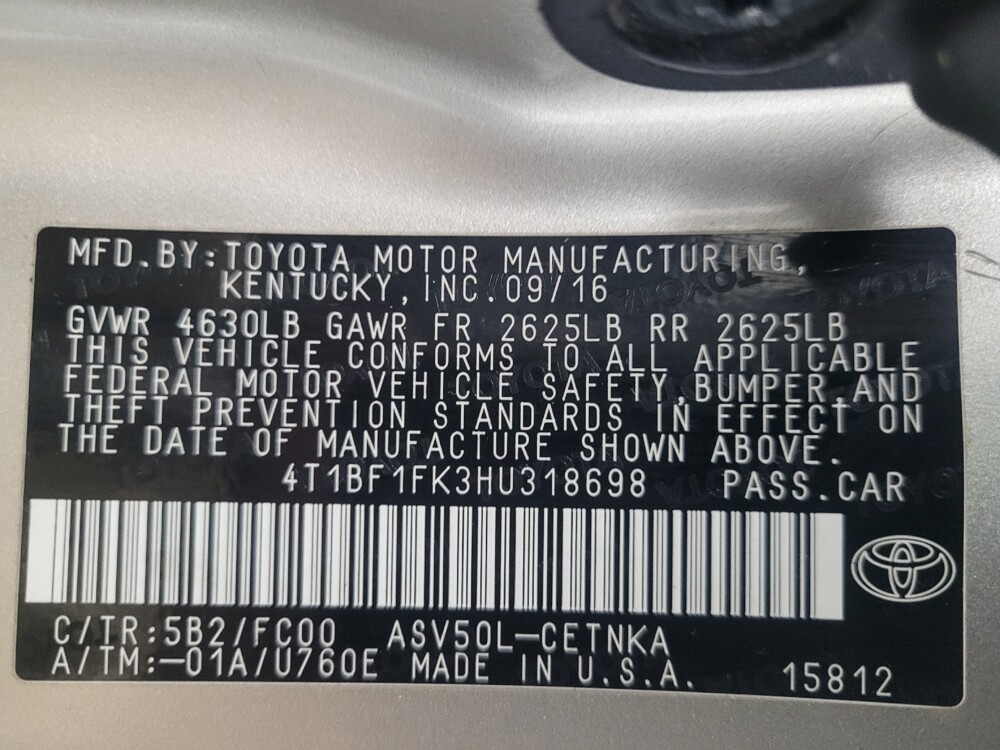 MFD.BY:TOYOTA MOTOR MANUFACTURING,
KENTUCKY,INC.09/16
GVWR 4630LB GAWR FR 2625LB RR 2625LB
THIS VEHICLE CONFORMS TO ALL APPLICABLE
FEDERAL MOTOR VEHICLE SAFETY,BUMPER,AND
THEFT PREVENTION STANDARDS IN EFFECT ON
THE DATE OF MANUFACTURE SHOWN ABOVE.
4T1BF1FK3HU318698 PASS.CAR
C/TR:5B2/FC00 ASV50L-CETNKA
A/TM:-01A/U760E MADE IN U.S.A. 15812